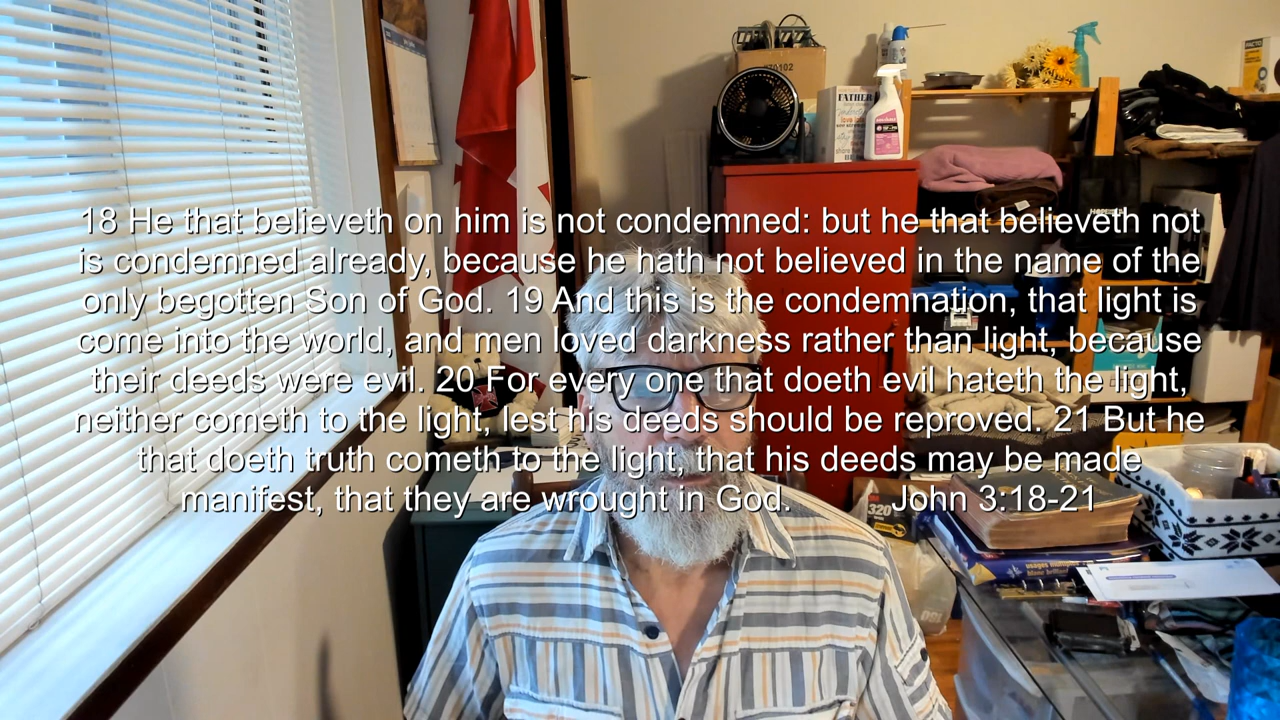 #70102
FATHER
18 He that believeth on him is not condemned: but he that believeth not
is condemned already, because he hath not believed in the name of the
only begotten Son of God. 19 And this is the condemnation, that light is
come into the world, and men loved darkness rather than light, because
their deeds were evil. 20 For every one that doeth evil hateth the light,
neither cometh to the light, lest his deeds should be reproved. 21 But he
that doeth truth cometh to the light, that his deeds may be made
manifest, that they are wrought in God. John 3:18-21
320